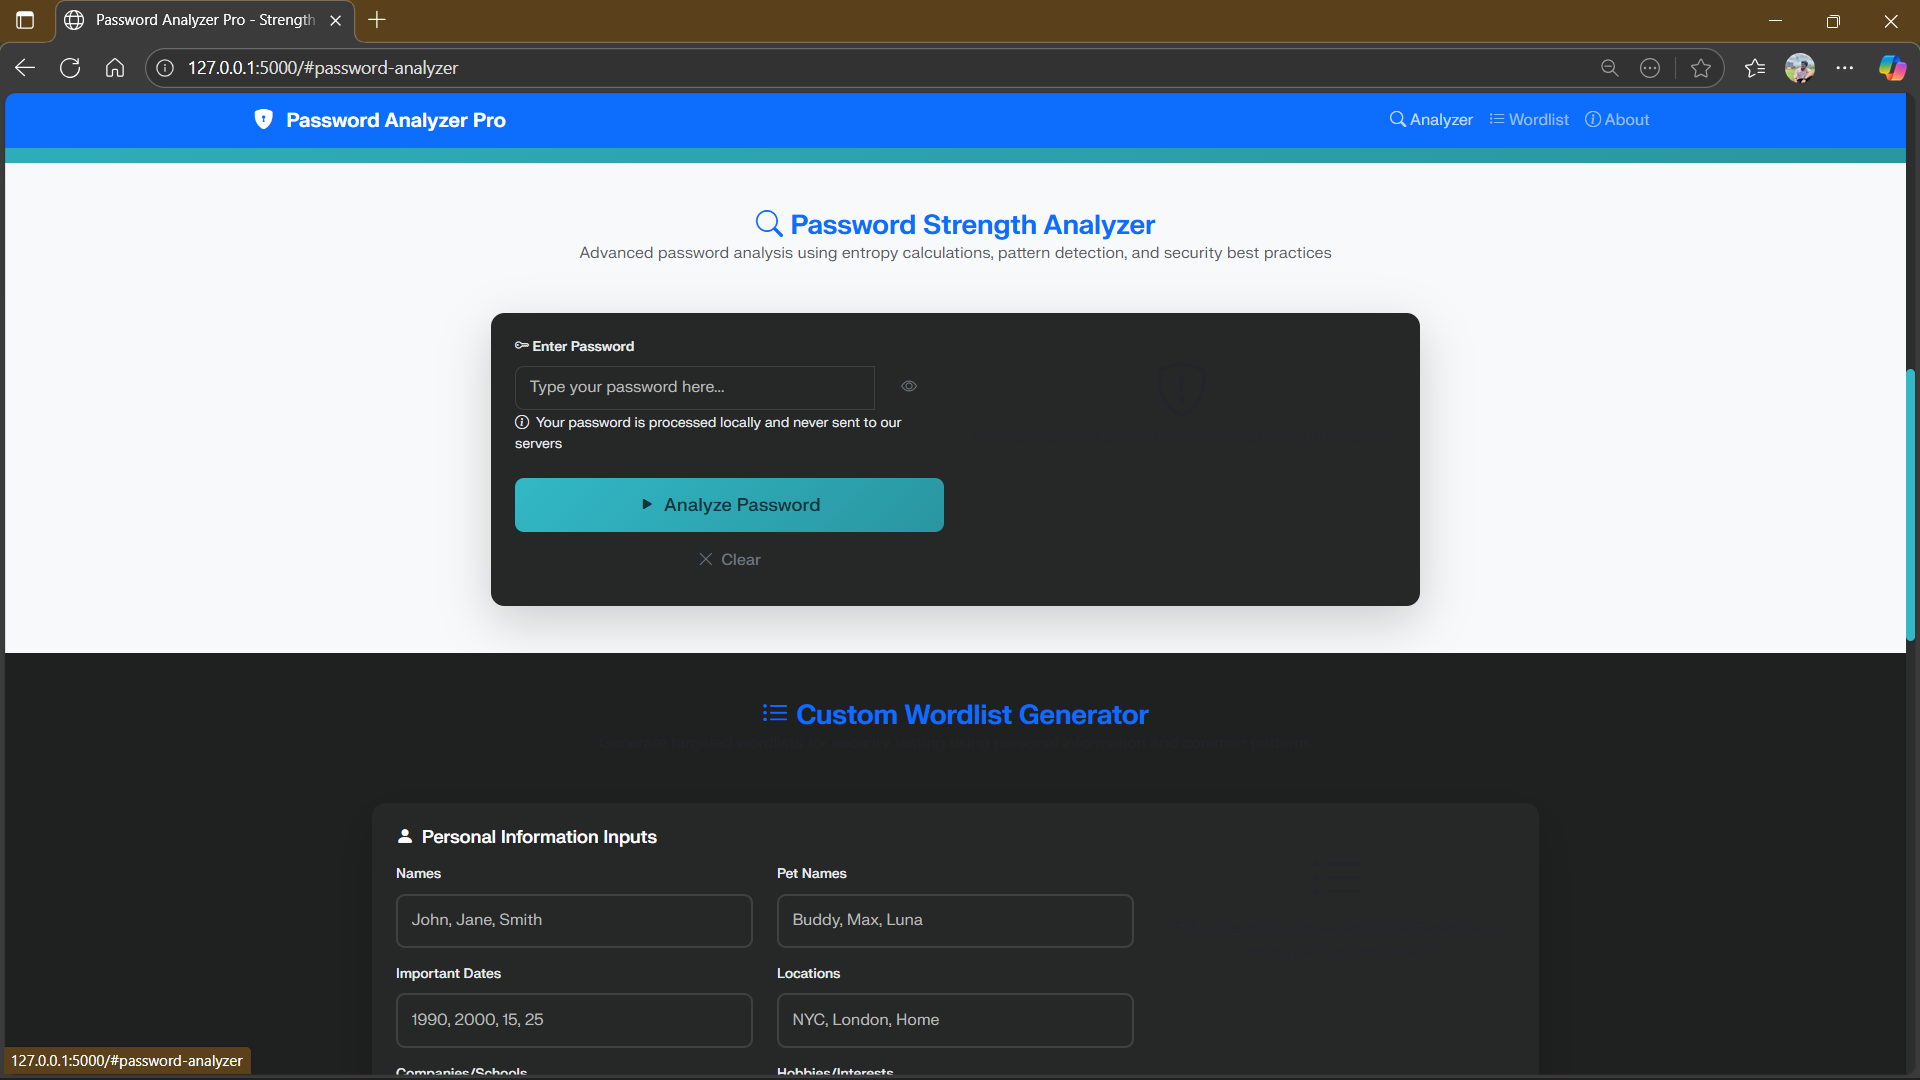 Password Analyzer Pro - Strength
127.0.0.1:5000/#password-analyzer
Password Analyzer Pro
Analyzer
Wordlist
About
Password Strength Analyzer
Advanced password analysis using entropy calculations, pattern detection, and security best practices
Enter Password
Type your password here...
Your password is processed locally and never sent to our
servers
Analyze Password
Clear
Custom Wordlist Generator
Personal Information Inputs
Names
Pet Names
John, Jane, Smith
Buddy, Max, Luna
Important Dates
Locations
1990, 2000, 15, 25
NYC, London, Home
Companies/Schools
Hobbies/Interests
127.0.0.1:5000/#password-analyzer